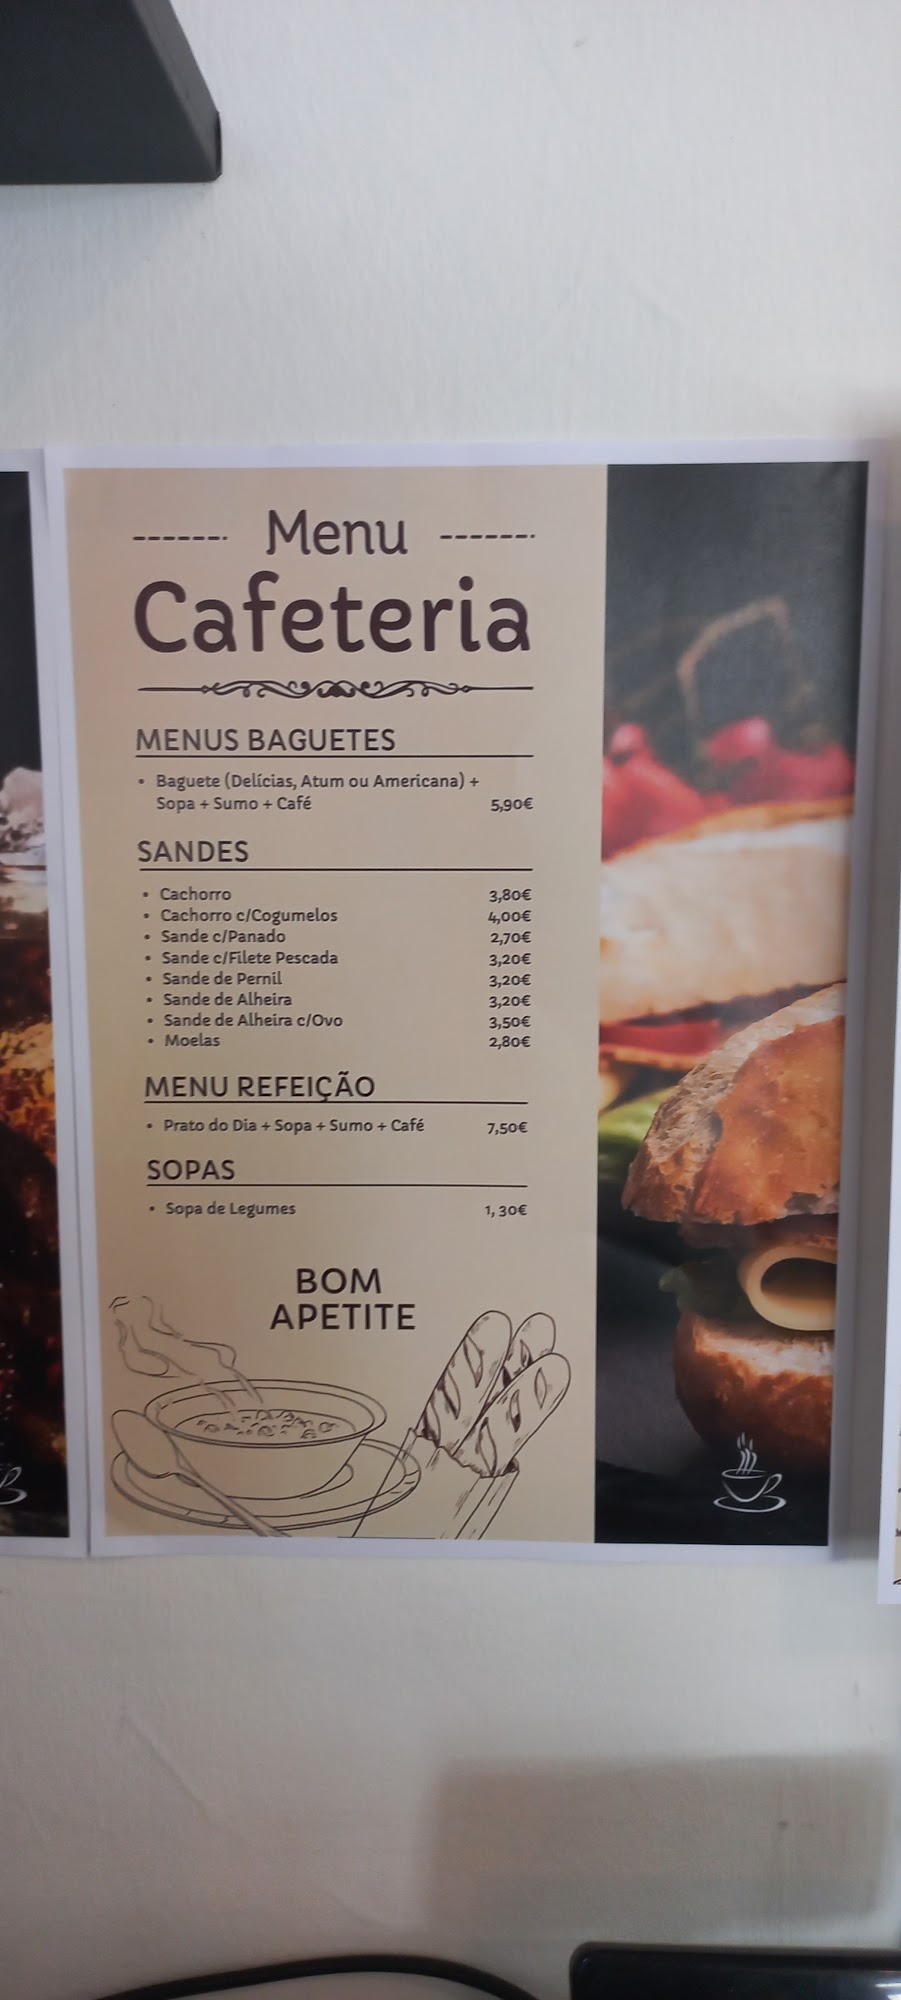 Menu
Cafeteria
MENUS BAGUETES
• Baguete (Delícias, Atum ou Americana) +
Sopa + Sumo + Café 5,90€
SANDES
• Cachorro 3,80€
• Cachorro c/Cogumelos 4,00€
• Sande c/Panado 2,70€
• Sande c/Filete Pescada 3,20€
• Sande de Pernil 3,20€
• Sande de Alheira 3,20€
• Sande de Alheira c/Ovo 3,50€
• Moelas 2,80€
MENU REFEIÇÃO
• Prato do Dia + Sopa + Sumo + Café 7,50€
SOPAS
• Sopa de Legumes 1,30€
BOM
APETITE